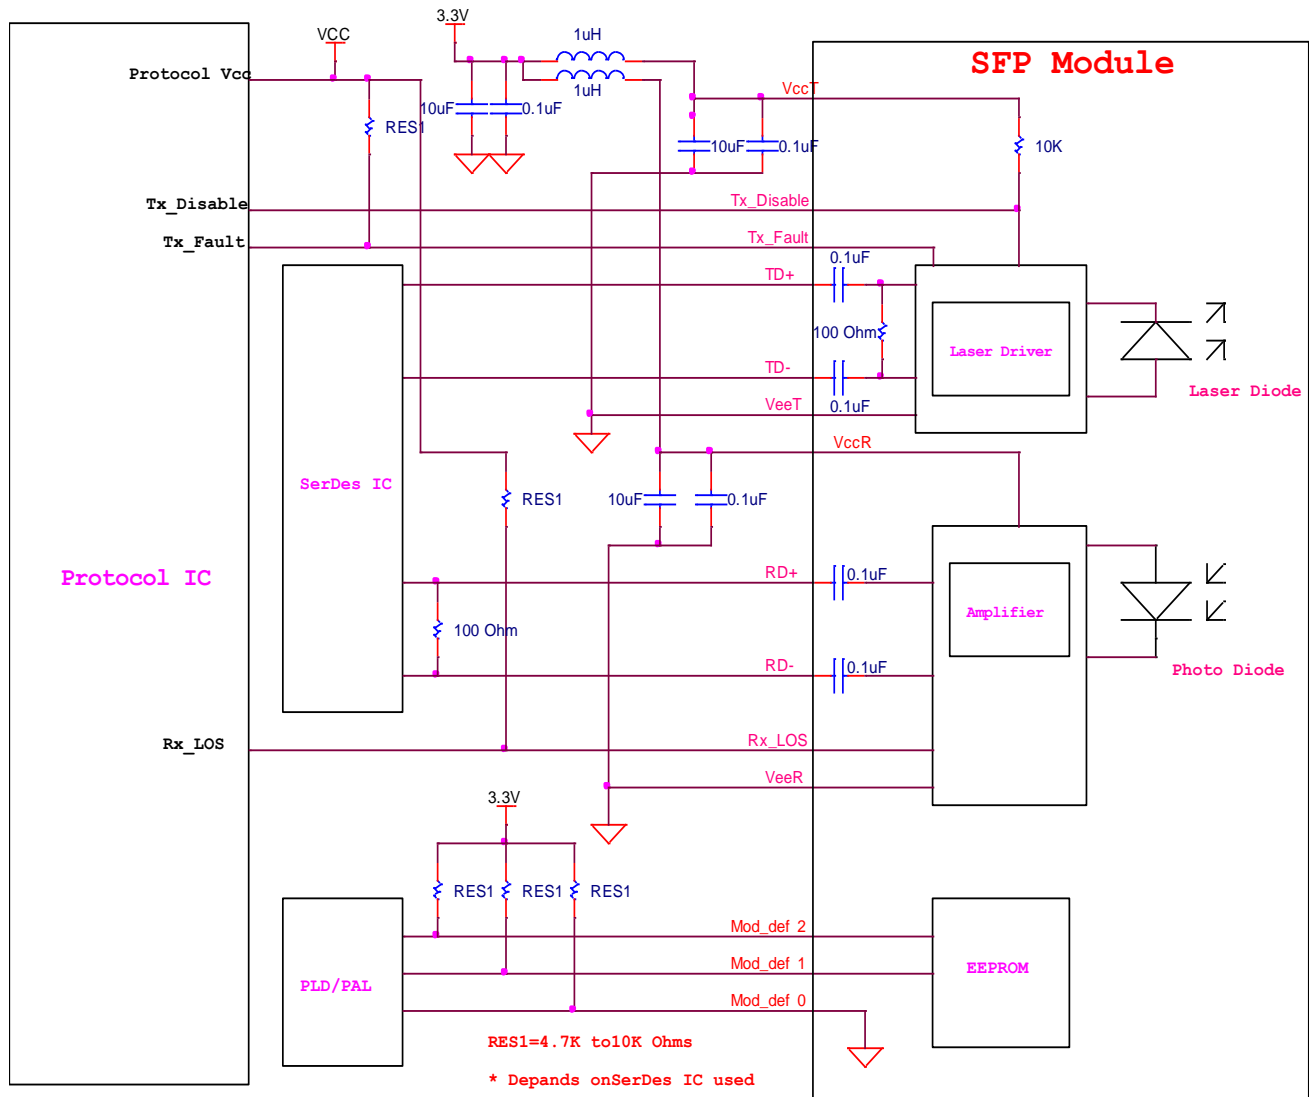 3.3V
VCC
1uH
SFP Module
Protocol Vcc
1uH
VccT
10uF
0.1uF
RES1
10uF
0.1uF
10K
Tx_Disable
Tx_Disable
Tx_Fault
Tx_Fault
0.1uF
TD+
100 Ohm
Laser Driver
TD-
Laser Diode
0.1uF
VeeT
VccR
SerDes IC
RES1
10uF
0.1uF
Protocol IC
RD+
0.1uF
Amplifier
100 Ohm
RD-
0.1uF
Photo Diode
Rx_LOS
Rx_LOS
VeeR
3.3V
RES1
RES1
RES1
Mod_def 2
Mod_def 1
EEPROM
PLD/PAL
Mod_def 0
RES1=4.7K to10K Ohms
* Depands onSerDes IC used